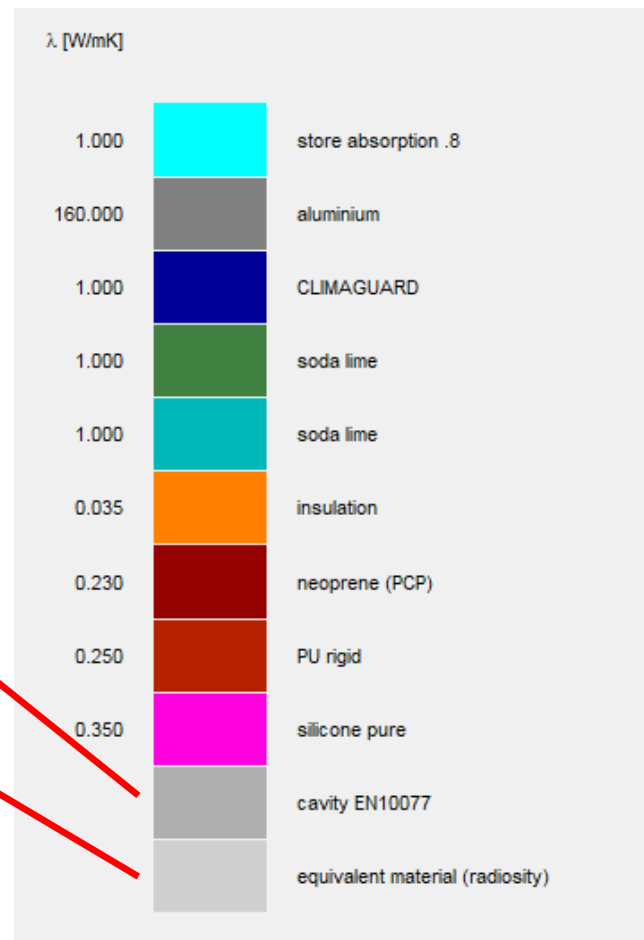 λ [W/mK]
1.000 store absorption .8
160.000 aluminium
1.000 CLIMAGUARD
1.000 soda lime
1.000 soda lime
0.035 insulation
0.230 neoprene (PCP)
0.250 PU rigid
0.350 silicone pure
cavity EN10077
equivalent material (radiosity)